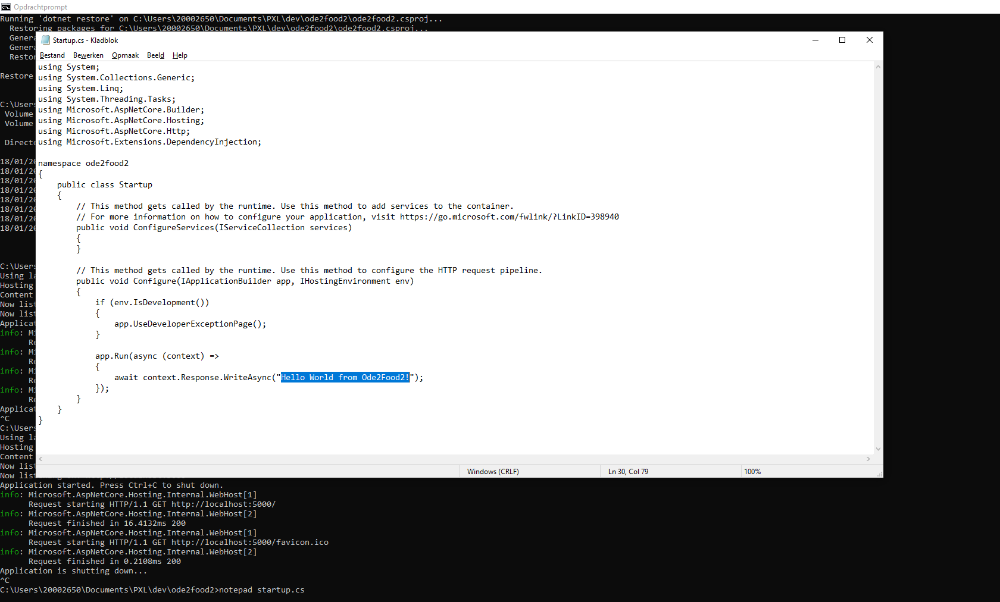 Opdrachtprompt
Running 'dotnet restore' on C:\Users\20002650\Documents\PXL\dev\ode2food2\ode2food2.csproj...
Restoring packages for C:\Users\20002650\Documents\PXL\dev\ode2food2\ode2food2.csproj...
Genera
Genera
Restor
Restore
C:\Users
Volume
Volume
Directo
18/01/20
18/01/20
18/01/20
18/01/20
18/01/20
18/01/20
18/01/20
18/01/20
C:\Users
Using la
Hosting
Content
Now list
Now list
Applicat
info: Mi
Re
info: Mi
Re
info: Mi
Re
info: Mi
Re
Applicat
^C
C:\Users
Using la
Hosting
Content
Now list
Now
Startup.cs - Kladblok
Bestand Bewerken Opmaak Beeld Help
using System;
using System.Collections.Generic;
using System.Linq;
using System.Threading.Tasks;
using Microsoft.AspNetCore.Builder;
using Microsoft.AspNetCore.Hosting;
using Microsoft.AspNetCore.Http;
using Microsoft.Extensions.DependencyInjection;
namespace ode2food2
{
public class Startup
{
// This method gets called by the runtime. Use this method to add services to the container.
// For more information on how to configure your application, visit https://go.microsoft.com/fwlink/?LinkID=398940
public void ConfigureServices(IServiceCollection services)
{
}
// This method gets called by the runtime. Use this method to configure the HTTP request pipeline.
public void Configure(IApplicationBuilder app, IHostingEnvironment env)
{
if (env.IsDevelopment())
{
app.UseDeveloperExceptionPage();
}
app.Run(async (context) =>
{
await context.Response.WriteAsync("Hello World from Ode2Food2!");
});
}
}
}
Windows (CRLF) Ln 30, Col 79 100%
Application started. Press Ctrl+C to shut down.
info: Microsoft.AspNetCore.Hosting.Internal.WebHost[1]
Request starting HTTP/1.1 GET http://localhost:5000/
info: Microsoft.AspNetCore.Hosting.Internal.WebHost[2]
Request finished in 16.4132ms 200
info: Microsoft.AspNetCore.Hosting.Internal.WebHost[1]
Request starting HTTP/1.1 GET http://localhost:5000/favicon.ico
info: Microsoft.AspNetCore.Hosting.Internal.WebHost[2]
Request finished in 0.2108ms 200
Application is shutting down...
^C
C:\Users\20002650\Documents\PXL\dev\ode2food2>notepad startup.cs